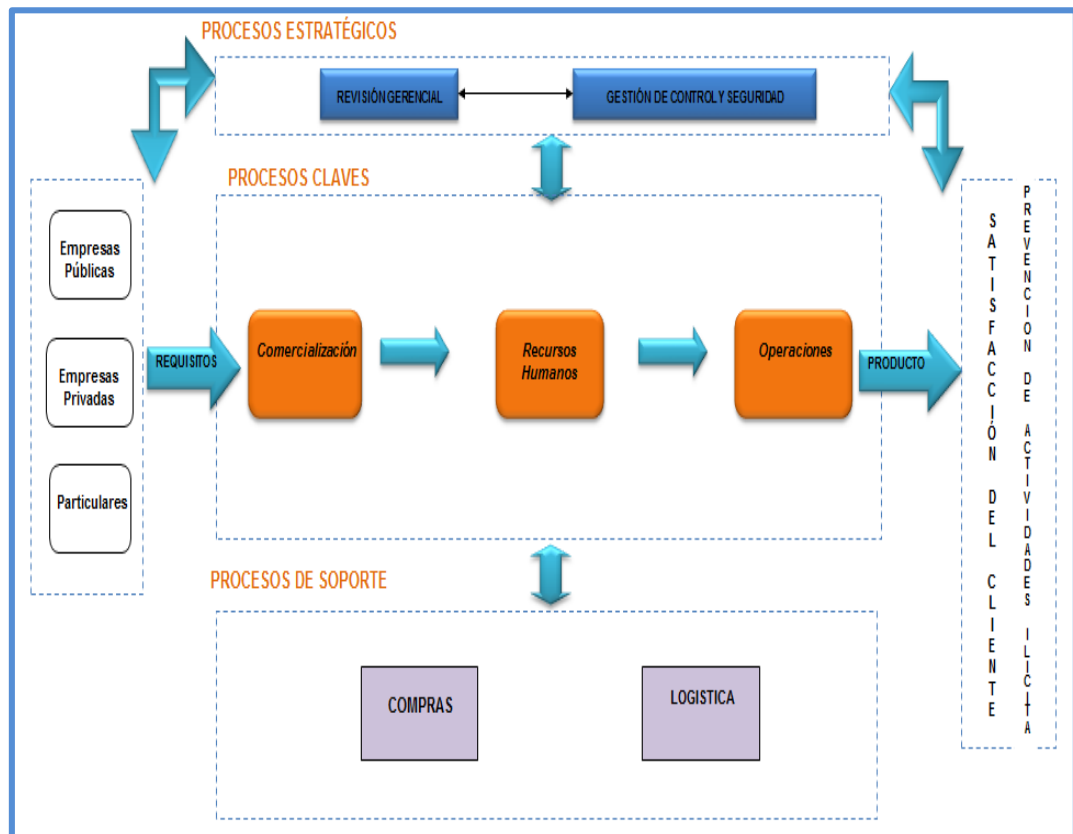 PROCESOS ESTRATÉGICOS
REVISIÓN GERENCIAL
GESTIÓN DE CONTROL Y SEGURIDAD
PROCESOS CLAVES
Empresas
Públicas
Empresas
Privadas
Particulares
REQUISITOS
Comercialización
Recursos
Humanos
Operaciones
PRODUCTO
SATISFACCIÓN DEL CLIENTE
PREVENCION DE ACTIVIDADES ILICITA
PROCESOS DE SOPORTE
COMPRAS
LOGISTICA